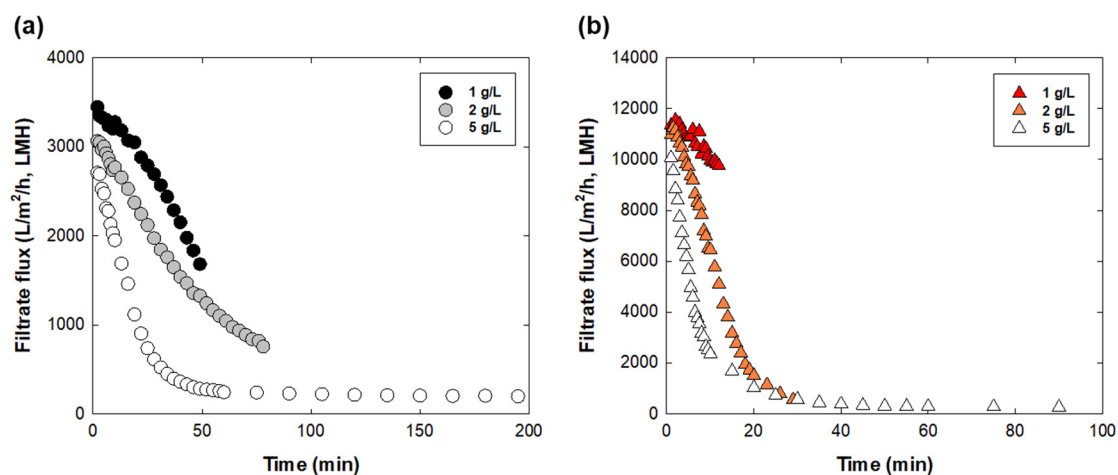 (a)
4000
3000
2000
1000
0
Filtrate flux (L/m²/h, LMH)
1 g/L
2 g/L
5 g/L
0 50 100 150 200
Time (min)
(b)
14000
12000
10000
8000
6000
4000
2000
0
Filtrate flux (L/m²/h, LMH)
1 g/L
2 g/L
5 g/L
0 20 40 60 80 100
Time (min)